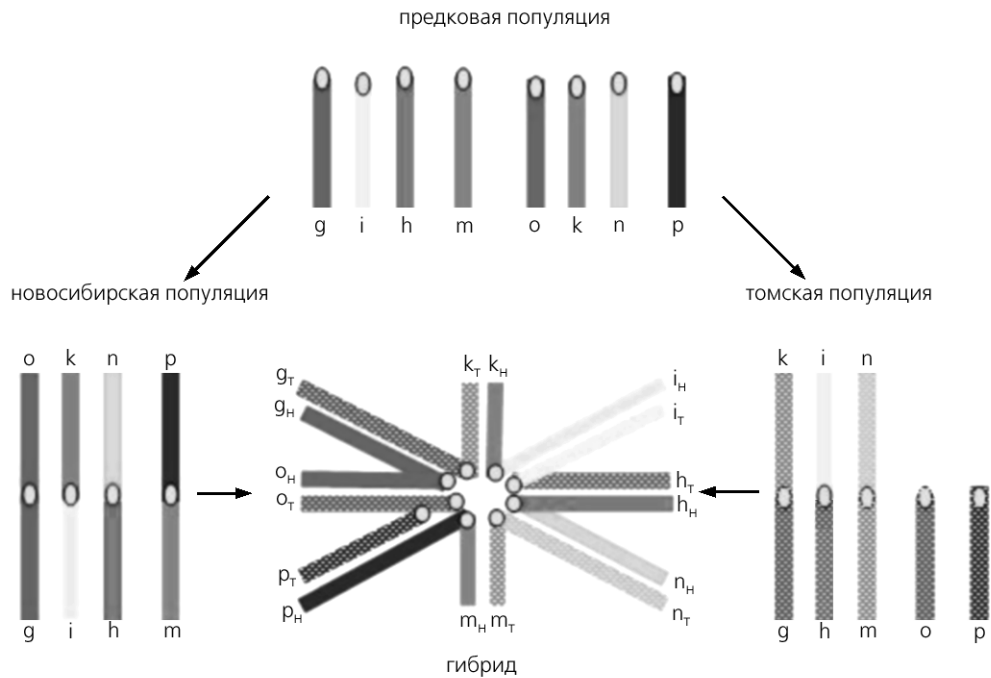 предковая популяция
g i h m o k n p
новосибирская популяция
томская популяция
o k n p
g i h m
gт
gн
oн
oт
pт
pн
kт kн
iн
iт
hт
hн
nн
nт
mн mт
гибрид
k i n
g h m o p